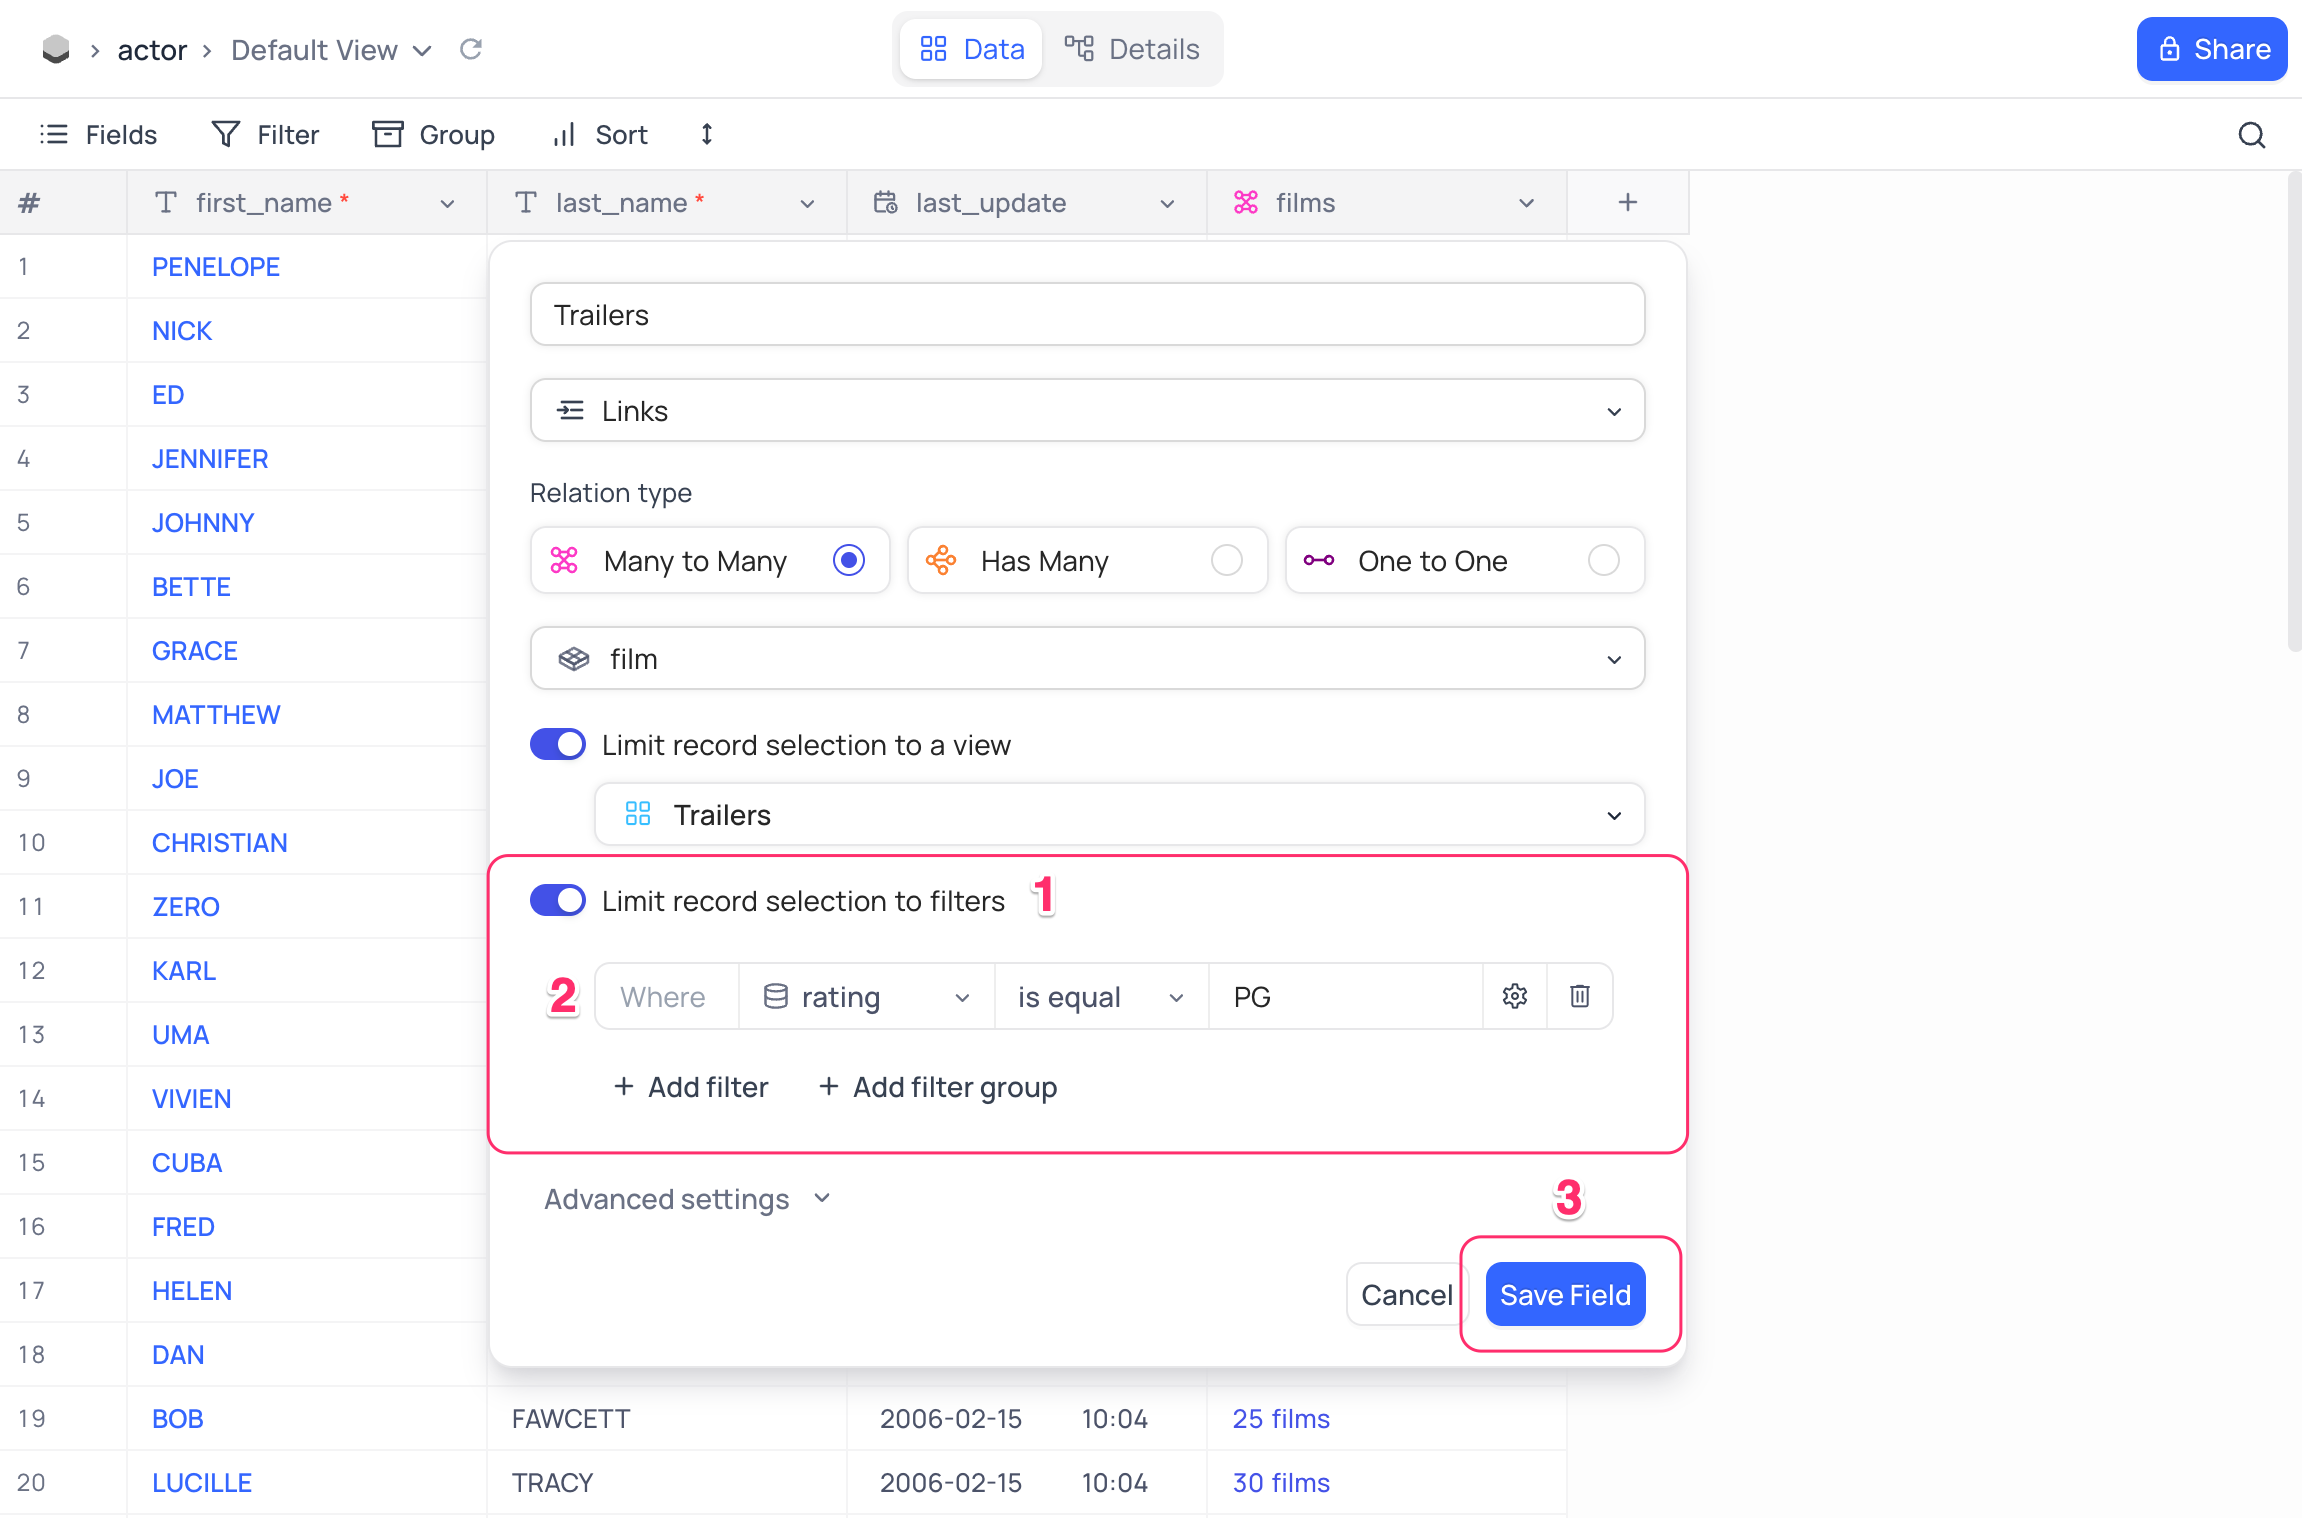 actor Default View Data Details Share
Fields Filter Group Sort
# first_name * last_name * last_update films +
1 PENELOPE
Trailers
2 NICK
3 ED
Links
4 JENNIFER
Relation type
5 JOHNNY
Many to Many Has Many One to One
6 BETTE
7 GRACE
film
8 MATTHEW
Limit record selection to a view
9 JOE
Trailers
10 CHRISTIAN
11 ZERO
Limit record selection to filters 1
12 KARL
2 Where rating is equal PG
13 UMA
14 VIVIEN
+ Add filter + Add filter group
15 CUBA
Advanced settings 3
16 FRED
17 HELEN
Cancel Save Field
18 DAN
19 BOB FAWCETT 2006-02-15 10:04 25 films
20 LUCILLE TRACY 2006-02-15 10:04 30 films